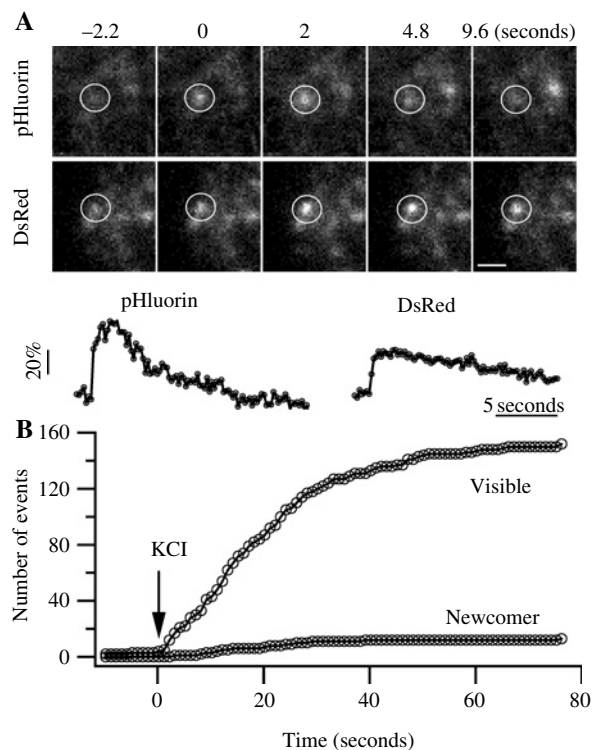 A
–2.2 0 2 4.8 9.6 (seconds)
pHluorin
DsRed
pHluorin DsRed
20%
5 seconds
B
160
120
80
40
0
Number of events
KCI
Visible
Newcomer
0 20 40 60 80
Time (seconds)